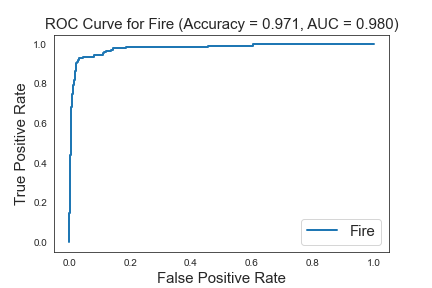 ROC Curve for Fire (Accuracy = 0.971, AUC = 0.980)
1.0
0.8
0.6
0.4
0.2
0.0
True Positive Rate
Fire
0.0 0.2 0.4 0.6 0.8 1.0
False Positive Rate